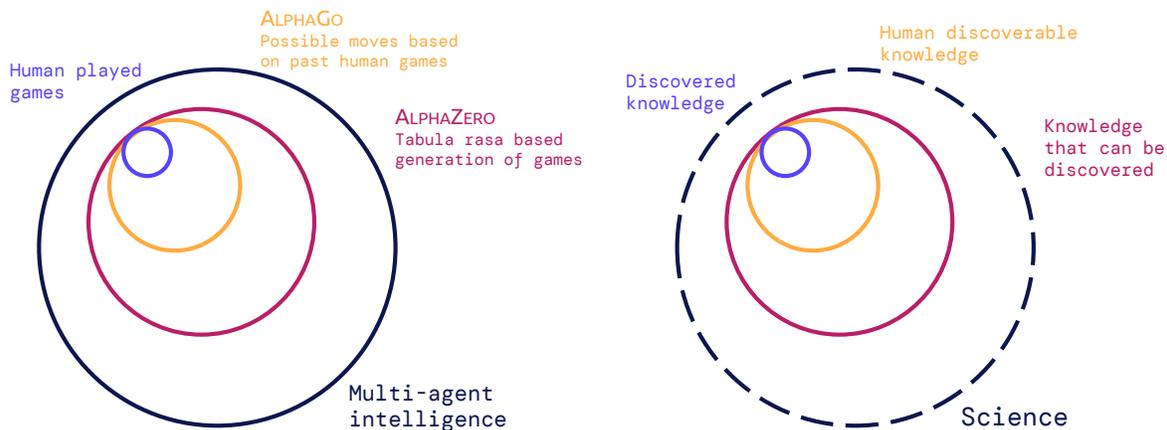 ALPHAGO
Possible moves based
on past human games
Human played
games
ALPHAZERO
Tabula rasa based
generation of games
Multi-agent
intelligence
Human discoverable
knowledge
Discovered
knowledge
Knowledge
that can be
discovered
Science